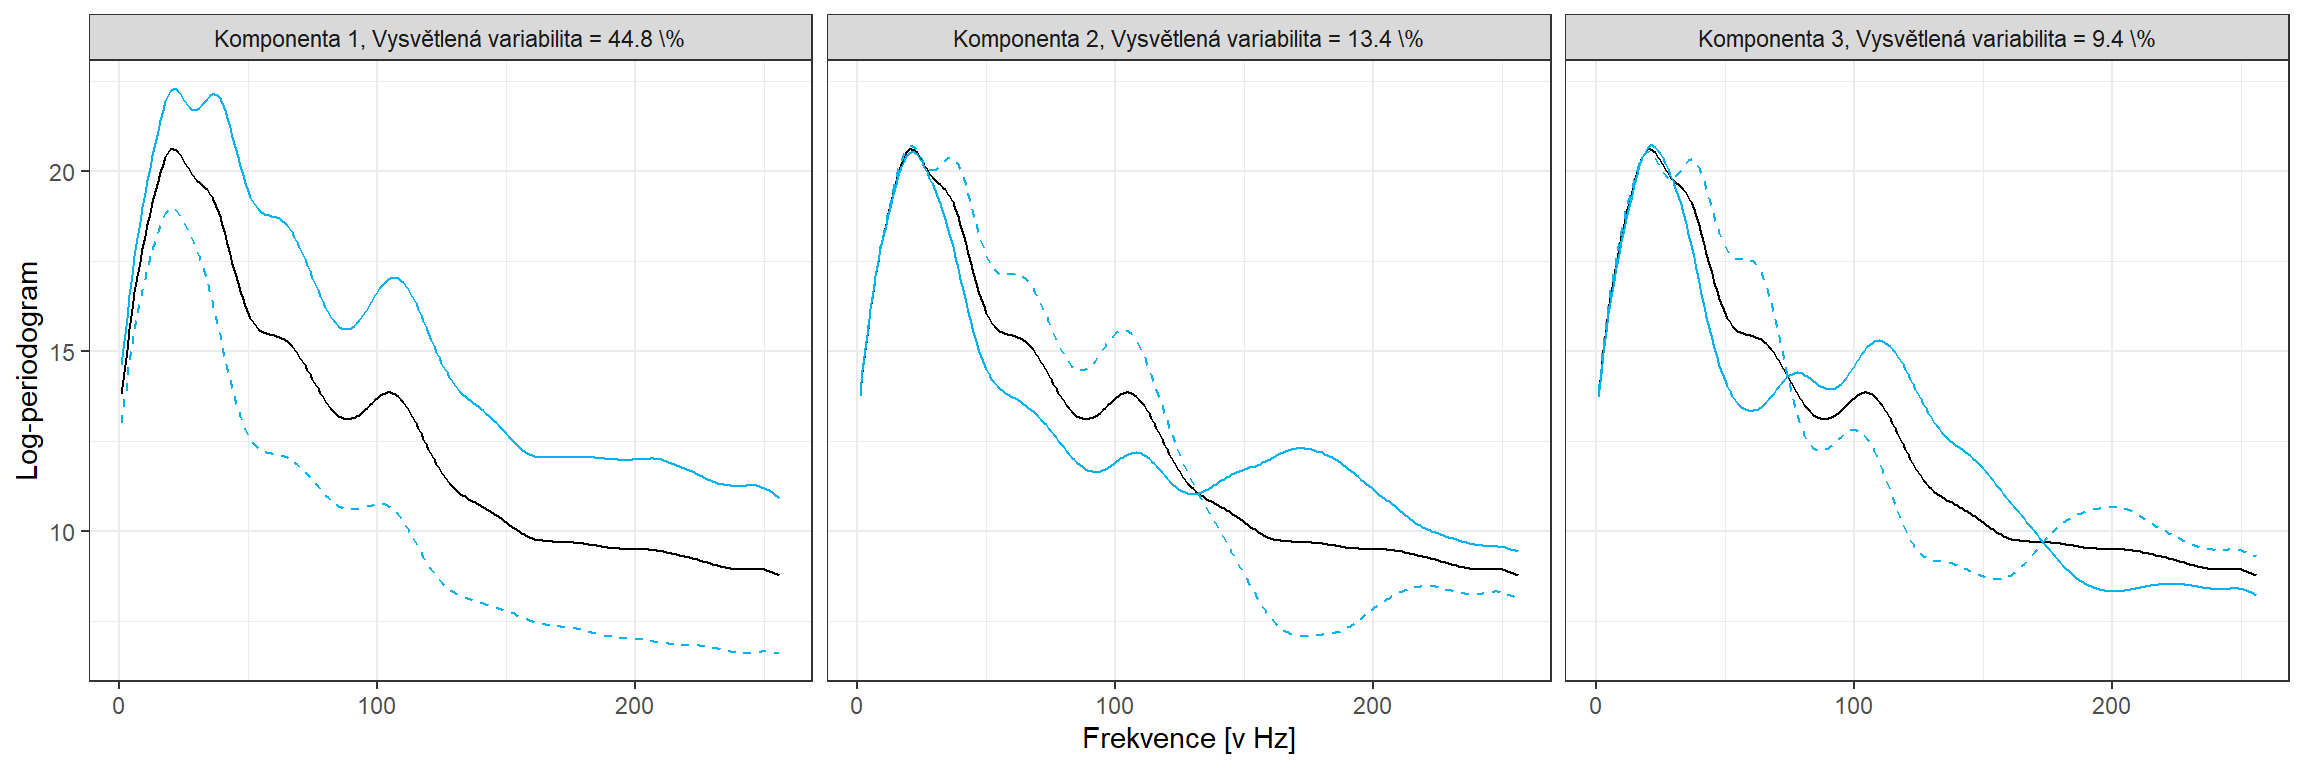 Komponenta 1, Vysvětlená variabilita = 44.8 \%
Komponenta 2, Vysvětlená variabilita = 13.4 \%
Komponenta 3, Vysvětlená variabilita = 9.4 \%
Log-periodogram
20
15
10
0 100 200
0 100 200
0 100 200
Frekvence [v Hz]